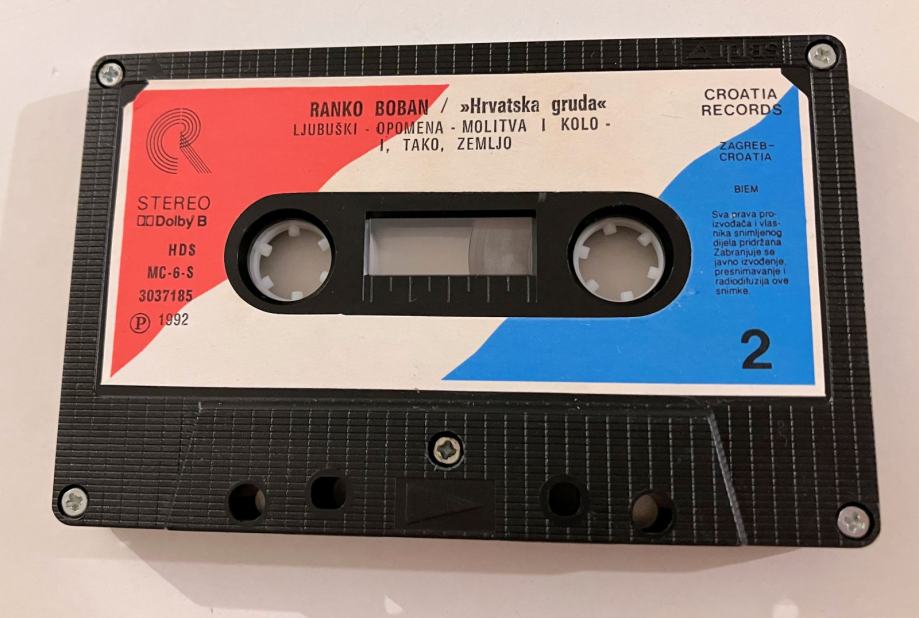 RANKO BOBAN / »Hrvatska gruda«
LJUBUŠKI - OPOMENA - MOLITVA I KOLO -
I, TAKO, ZEMLJO
CROATIA
RECORDS
ZAGREB–
CROATIA
BIEM
Sva prava pro-
izvođača i vlas-
nika snimljenog
dijela pridržana
Zabranjuje se
javno izvođenje,
presnimavanje i
radiodifuzija ove
snimke.
STEREO
Dolby B
HDS
MC-6-S
3037185
Ⓟ 1992
2